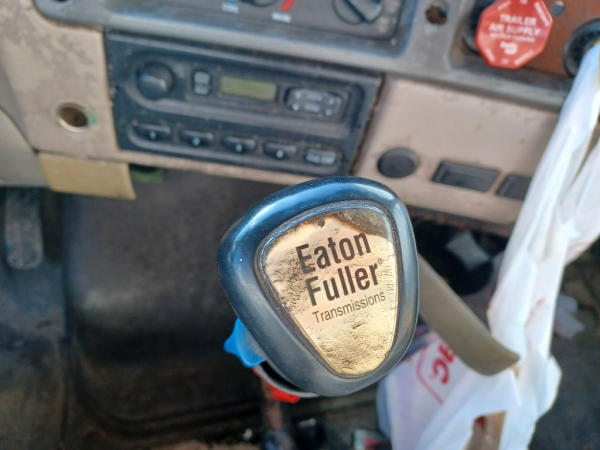 TRAILER
AIR SUPPLY
Eaton
Fuller®
Transmissions